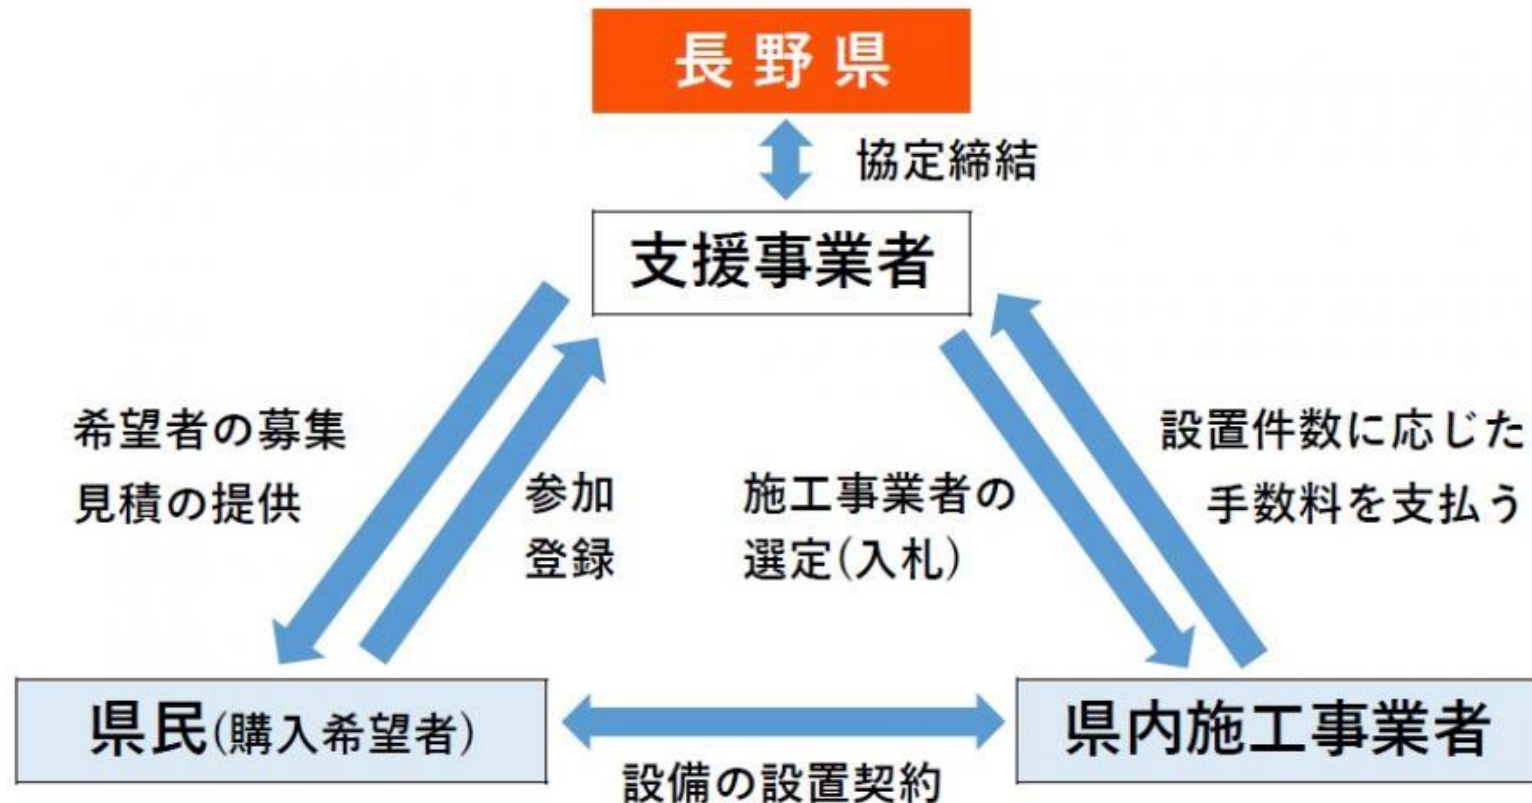 長野県
協定締結
支援事業者
希望者の募集
見積の提供
参加
登録
施工事業者の
選定(入札)
設置件数に応じた
手数料を支払う
県民(購入希望者)
設備の設置契約
県内施工事業者